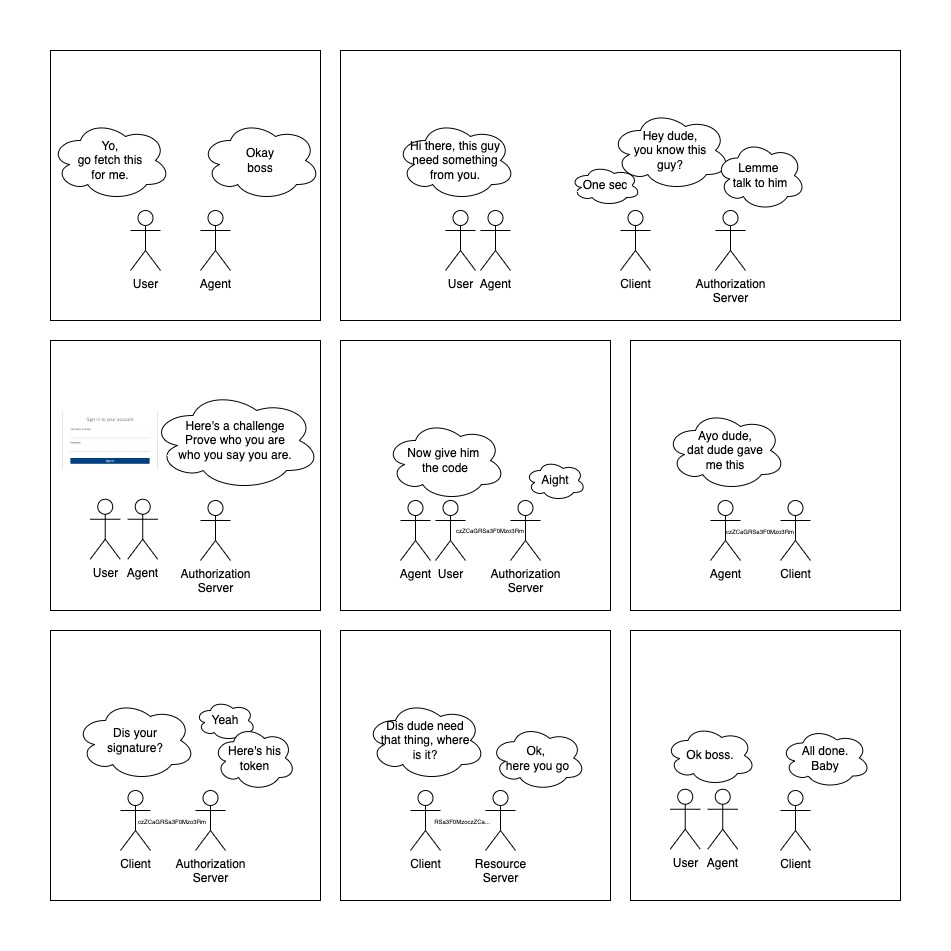 Yo,
go fetch this
for me.
Okay
boss
User
Agent
Hi there, this guy
need something
from you.
One sec
Hey dude,
you know this
guy?
Lemme
talk to him
User
Agent
Client
Authorization
Server
Sign in to your account
Password
Sign In
Here's a challenge
Prove who you are
who you say you are.
User
Agent
Authorization
Server
Now give him
the code
Aight
czZCaGRSa3F0Mzo3Rm
Agent
User
Authorization
Server
Ayo dude,
dat dude gave
me this
czZCaGRSa3F0Mzo3Rm
Agent
Client
Dis your
signature?
Yeah
Here's his
token
czZCaGRSa3F0Mzo3Rm
Client
Authorization
Server
Dis dude need
that thing, where
is it?
Ok,
here you go
RSa3F0MzoczZCa...
Client
Resource
Server
Ok boss.
All done.
Baby
User
Agent
Client